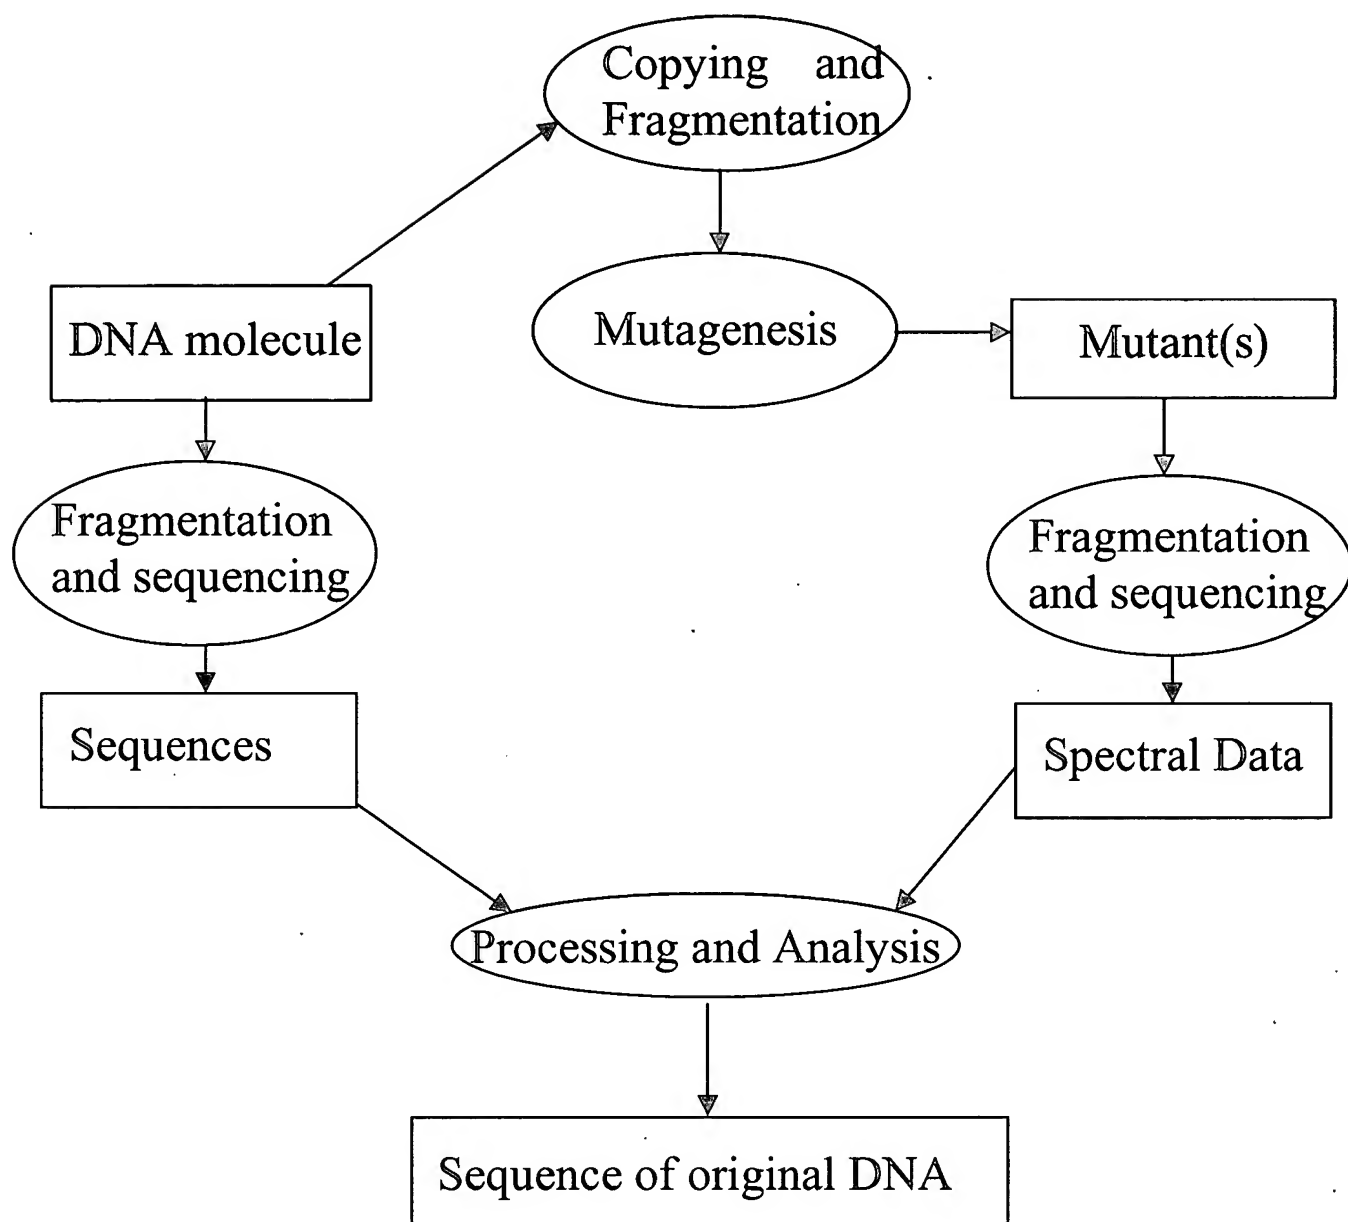 Copying and
Fragmentation
DNA molecule
Mutagenesis
Mutant(s)
Fragmentation
and sequencing
Fragmentation
and sequencing
Sequences
Spectral Data
Processing and Analysis
Sequence of original DNA